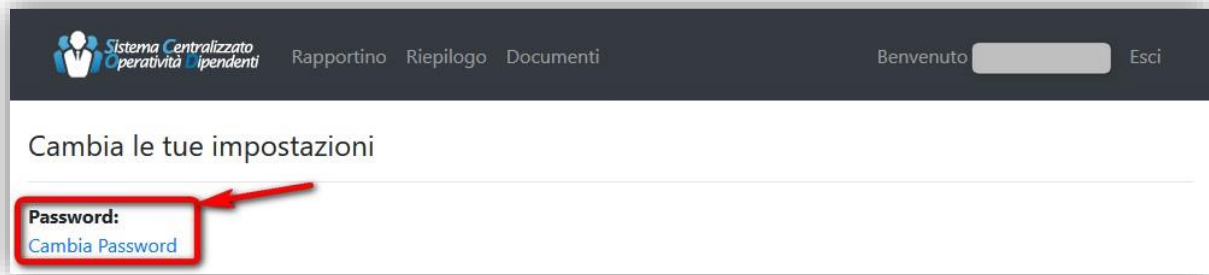 SIstema Centralizzato
Operatività Dipendenti
Rapportino Riepilogo Documenti
Benvenuto
Esci
Cambia le tue impostazioni
Password:
Cambia Password